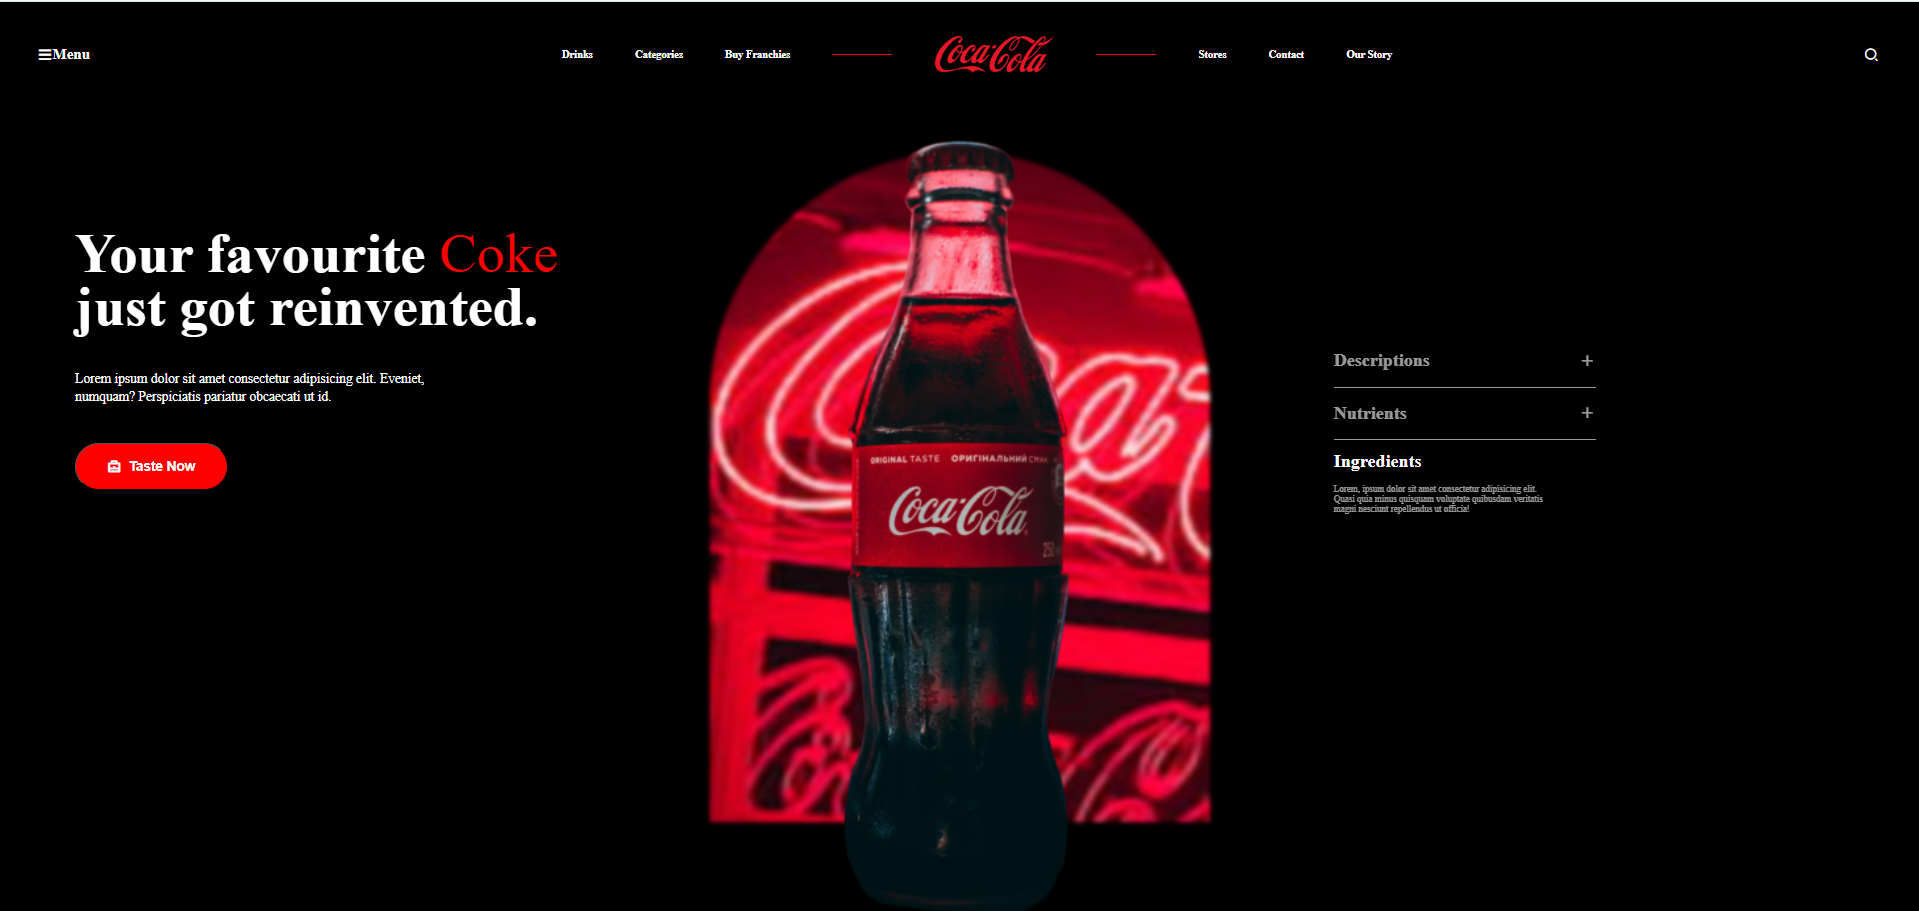 Menu
Drinks
Categories
Buy Franchies
Coca-Cola
Stores
Contact
Our Story
Your favourite Coke
just got reinvented.
Lorem ipsum dolor sit amet consectetur adipisicing elit. Eveniet,
numquam? Perspiciatis pariatur obcaecati ut id.
Taste Now
ORIGINAL TASTE ОРИГІНАЛЬНИЙ СМАК
Coca-Cola
250
Descriptions +
Nutrients +
Ingredients
Lorem, ipsum dolor sit amet consectetur adipisicing elit.
Quasi quia minus quisquam voluptate quibusdam veritatis
magni nesciunt repellendus ut officia!